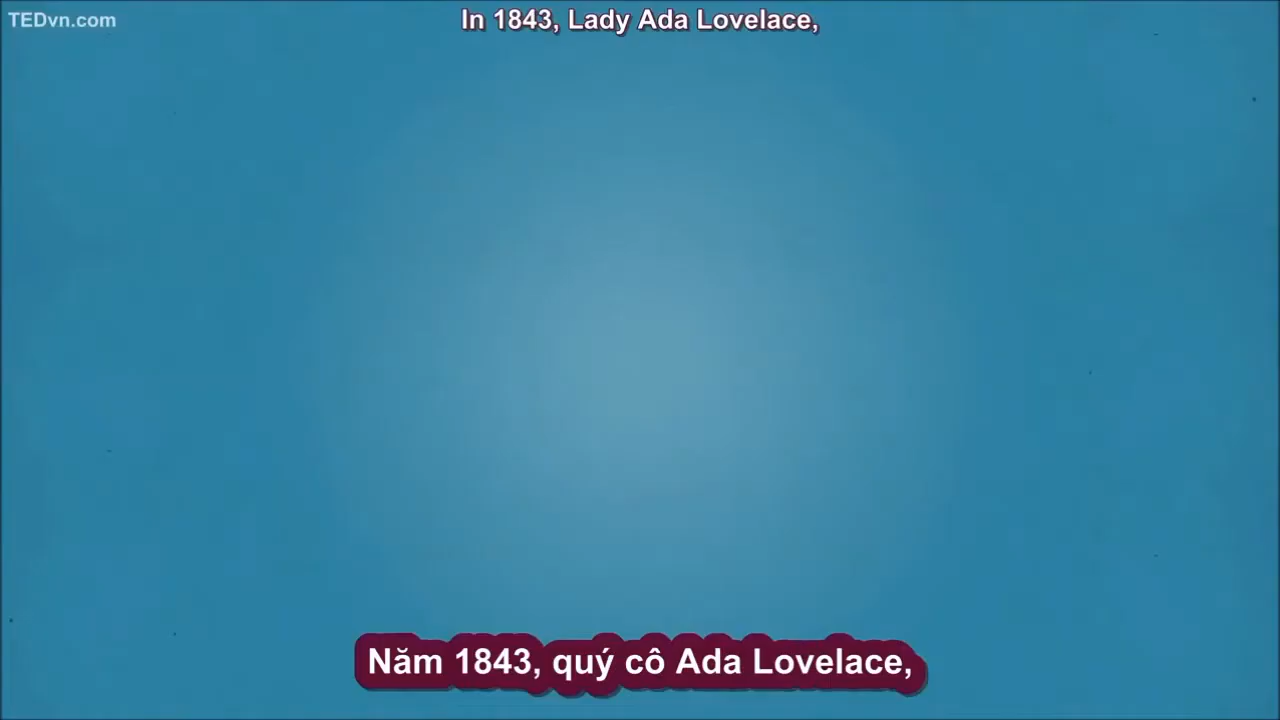 TEDvn.com
In 1843, Lady Ada Lovelace,
Năm 1843, quý cô Ada Lovelace,